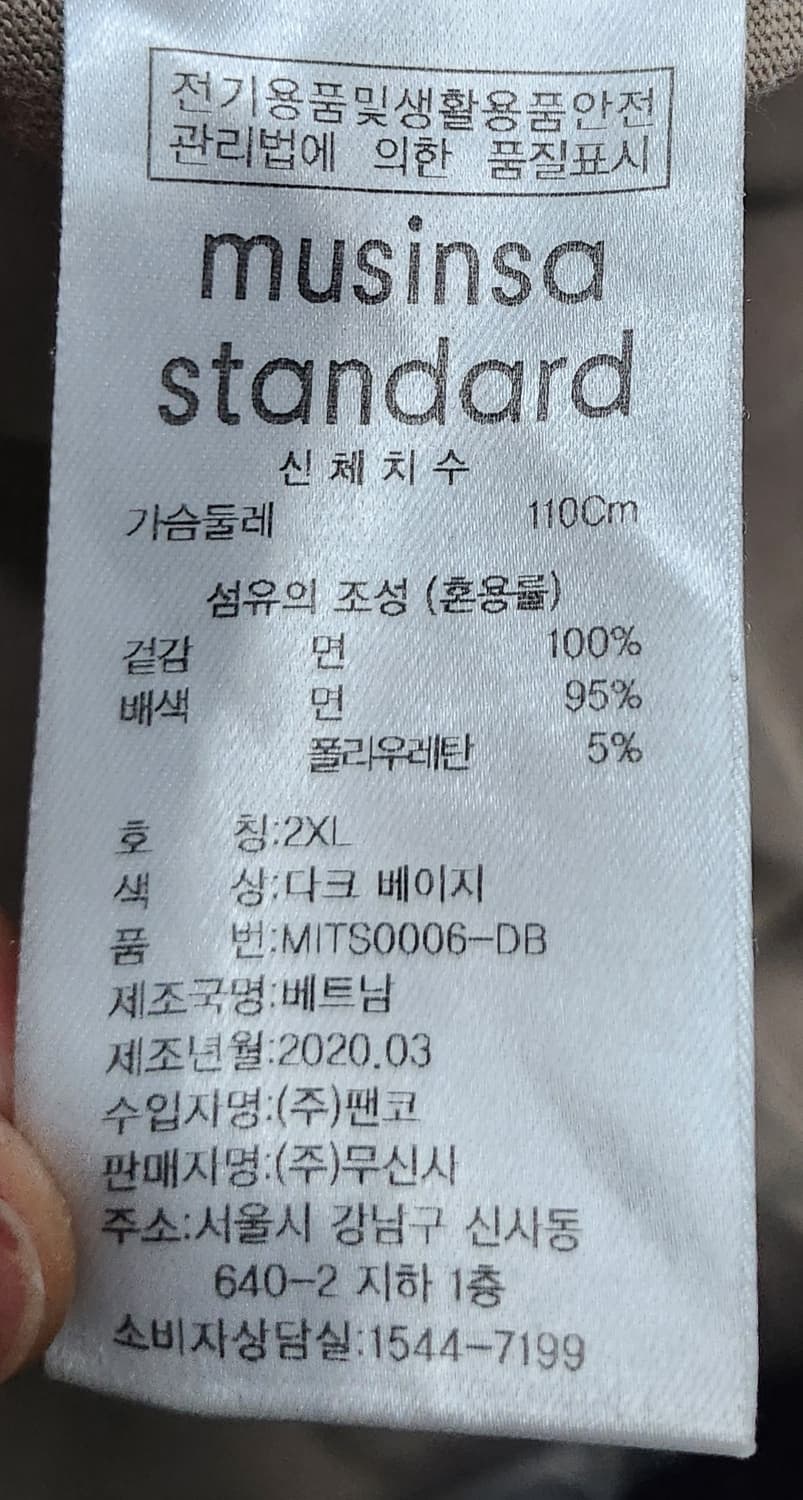 전기용품및생활용품안전
관리법에 의한 품질표시
musinsa
standard
신체치수
가슴둘레 110Cm
섬유의 조성 (혼용률)
겉감 면 100%
배색 면 95%
폴리우레탄 5%
호 칭:2XL
색 상:다크 베이지
품 번:MITS0006-DB
제조국명:베트남
제조년월:2020.03
수입자명:(주)팬코
판매자명:(주)무신사
주소:서울시 강남구 신사동
640-2 지하 1층
소비자상담실:1544-7199